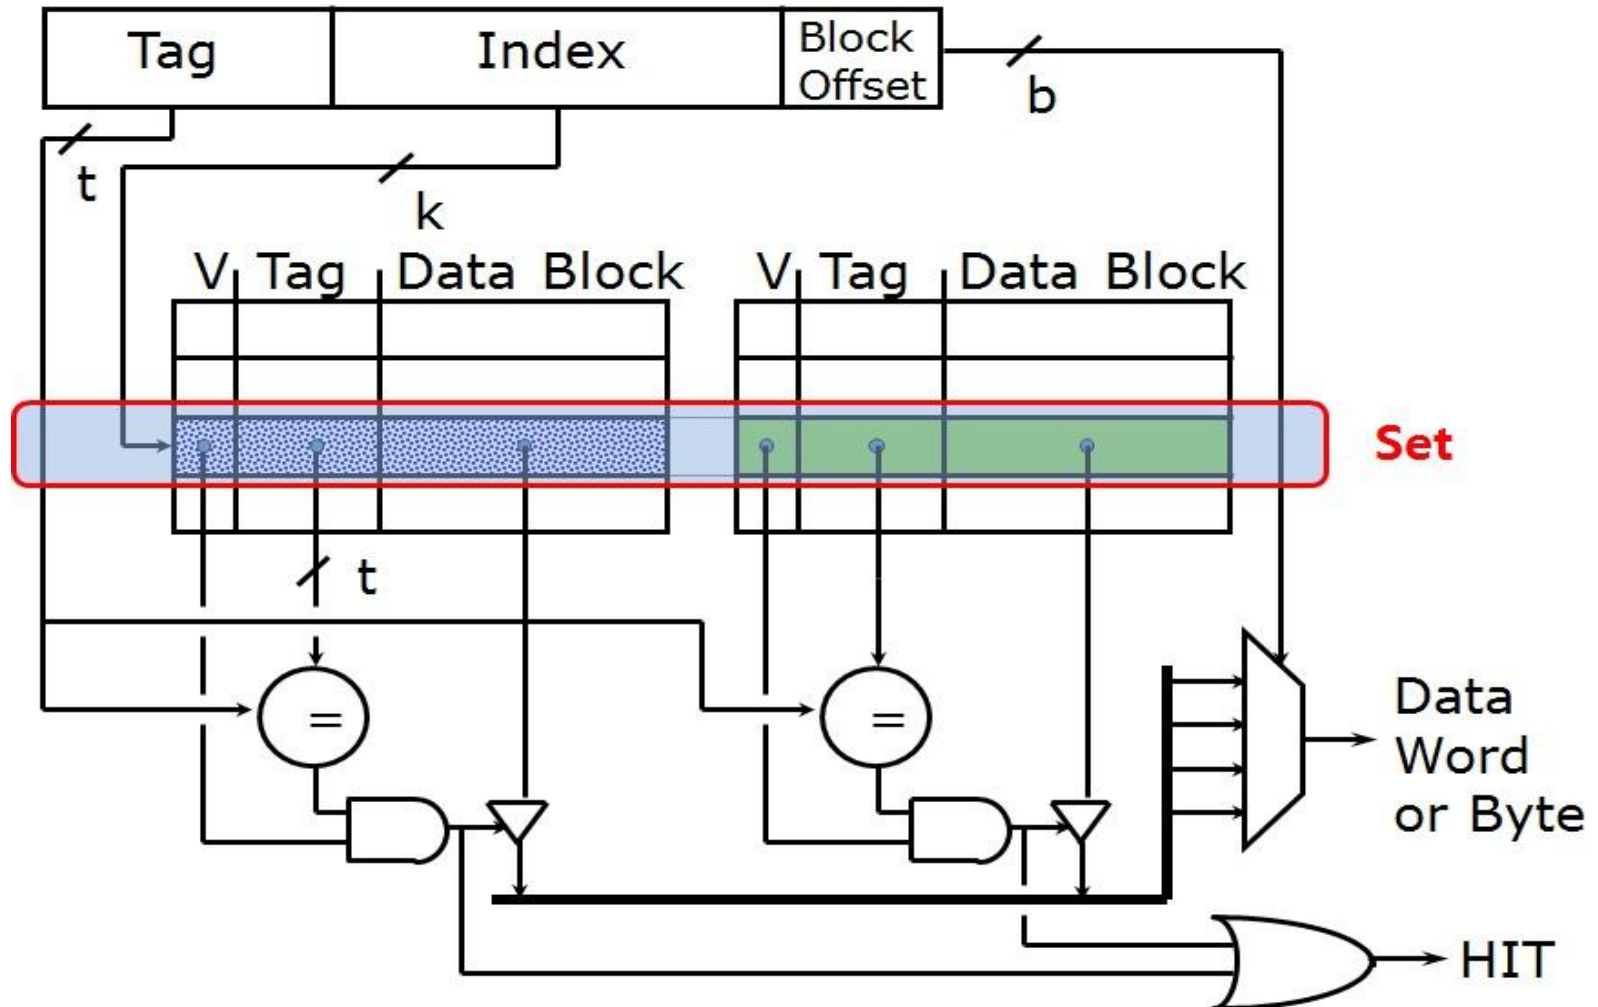 Tag Index Block
Offset
b
t
k
V Tag Data Block V Tag Data Block
Set
t
= =
Data
Word
or Byte
HIT